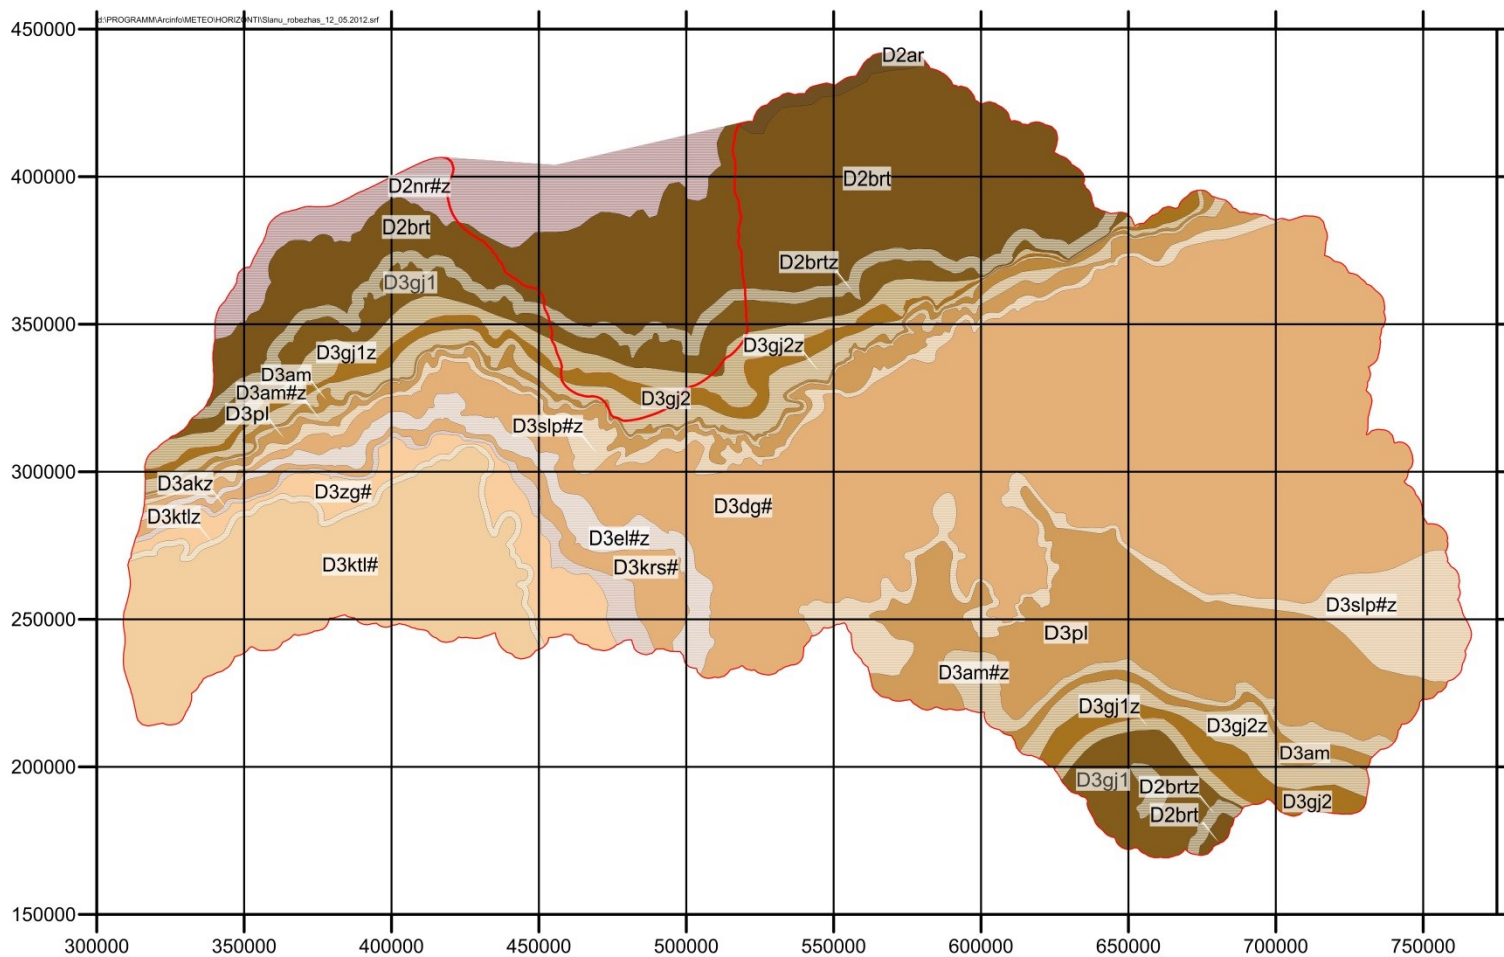 d:\PROGRAMM\Arcinfo\METEO\HORIZONTI\Slanu_robezhas_12_05.2012.srf
450000
D2ar
400000
D2nr#z
D2brt
D2brt
D2brtz
D3gj1
350000
D3gj1z
D3gj2z
D3am
D3am#z
D3pl
D3gj2
D3slp#z
300000
D3akz
D3zg#
D3dg#
D3ktlz
D3el#z
D3ktl#
D3krs#
D3slp#z
250000
D3pl
D3am#z
D3gj1z
D3gj2z
D3am
200000
D3gj1
D2brtz
D3gj2
D2brt
150000
300000 350000 400000 450000 500000 550000 600000 650000 700000 750000